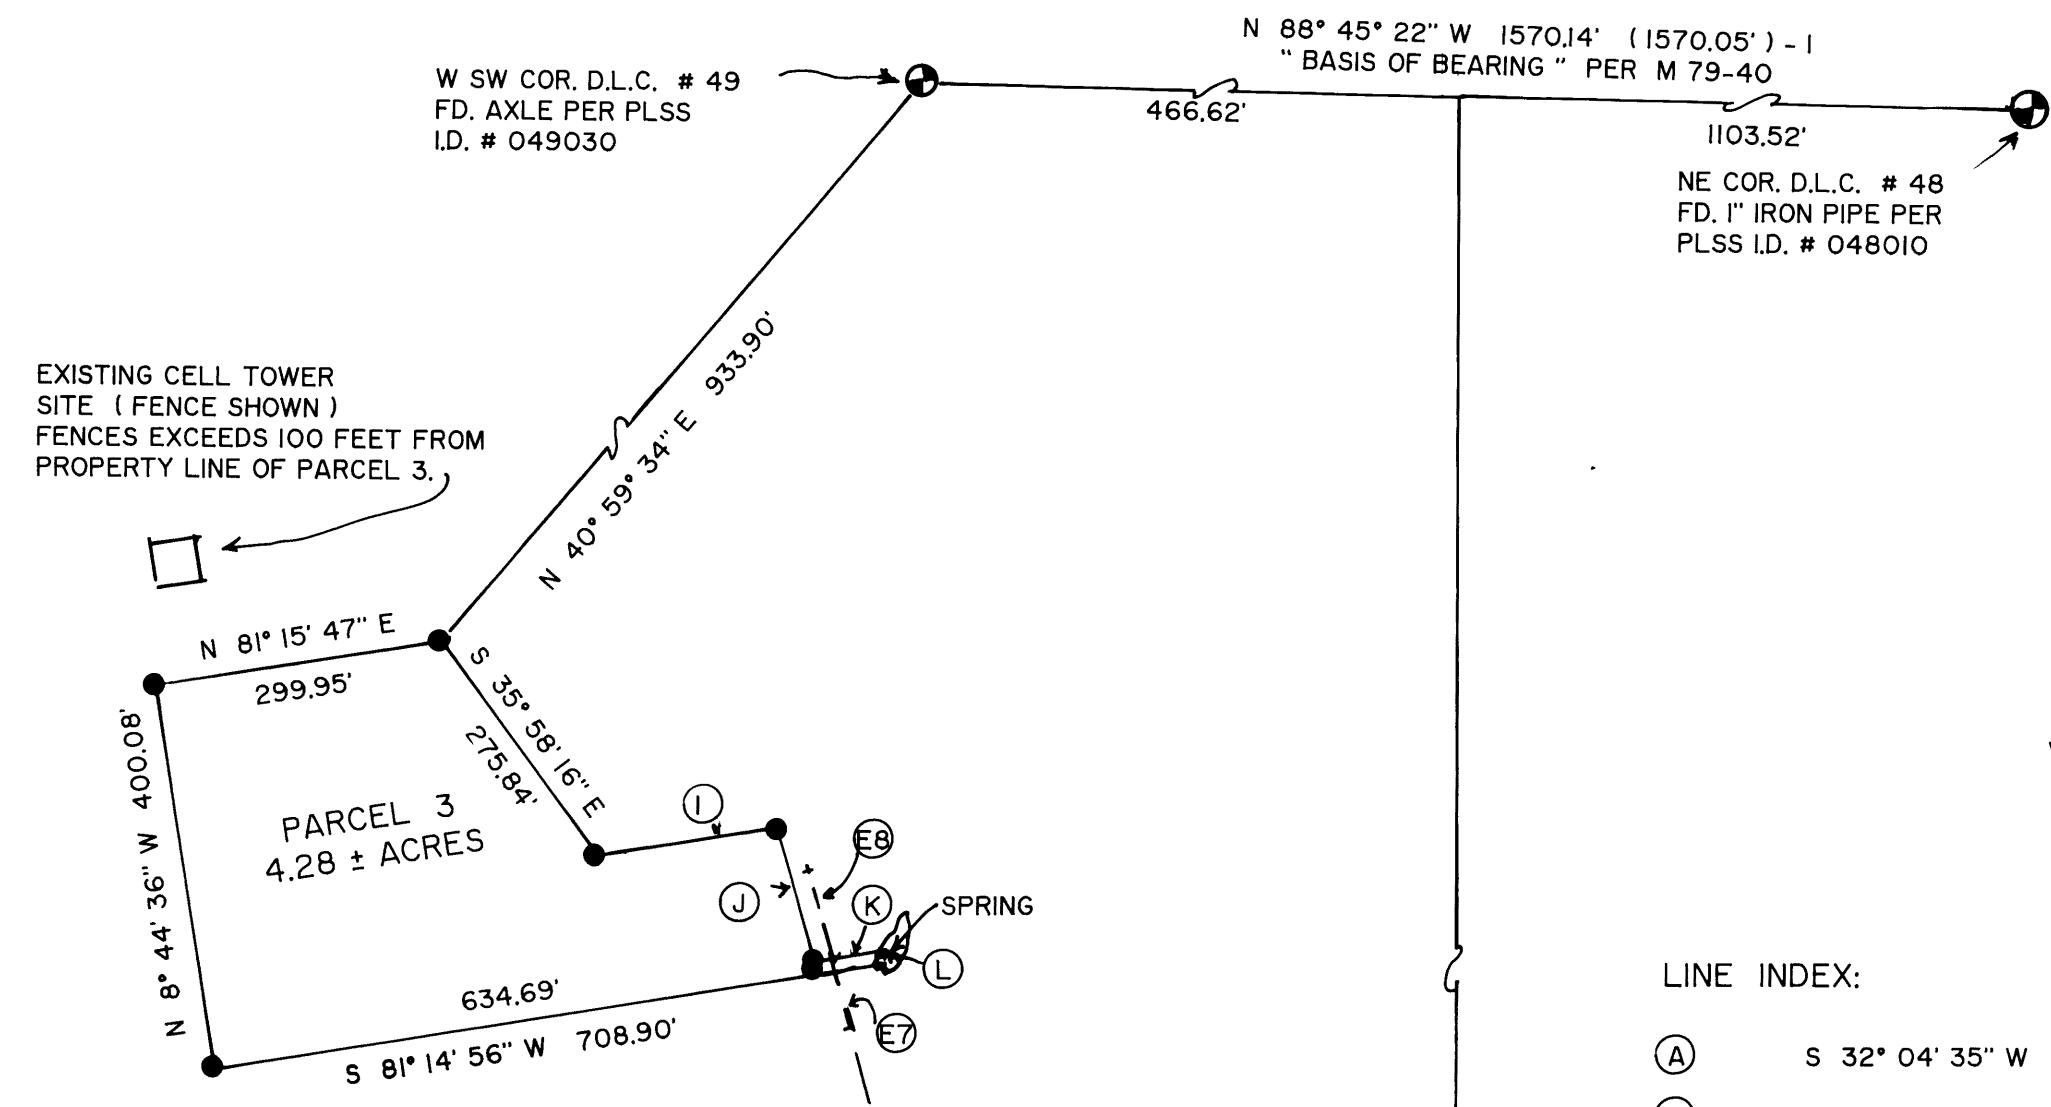 N 88° 45° 22" W 1570.14' (1570.05') - 1
" BASIS OF BEARING " PER M 79-40
W SW COR. D.L.C. # 49
FD. AXLE PER PLSS
I.D. # 049030
466.62'
1103.52'
NE COR. D.L.C. # 48
FD. 1" IRON PIPE PER
PLSS I.D. # 048010
N 40° 59° 34" E 933.90'
EXISTING CELL TOWER
SITE ( FENCE SHOWN )
FENCES EXCEEDS 100 FEET FROM
PROPERTY LINE OF PARCEL 3.
N 81° 15' 47" E
299.95'
S 35° 58' 16" E
275.84'
N 8° 44' 36" W 400.08'
PARCEL 3
4.28 ± ACRES
I
E8
J
K
SPRING
L
E7
634.69'
S 81° 14' 56" W 708.90'
LINE INDEX:
A S 32° 04' 35" W